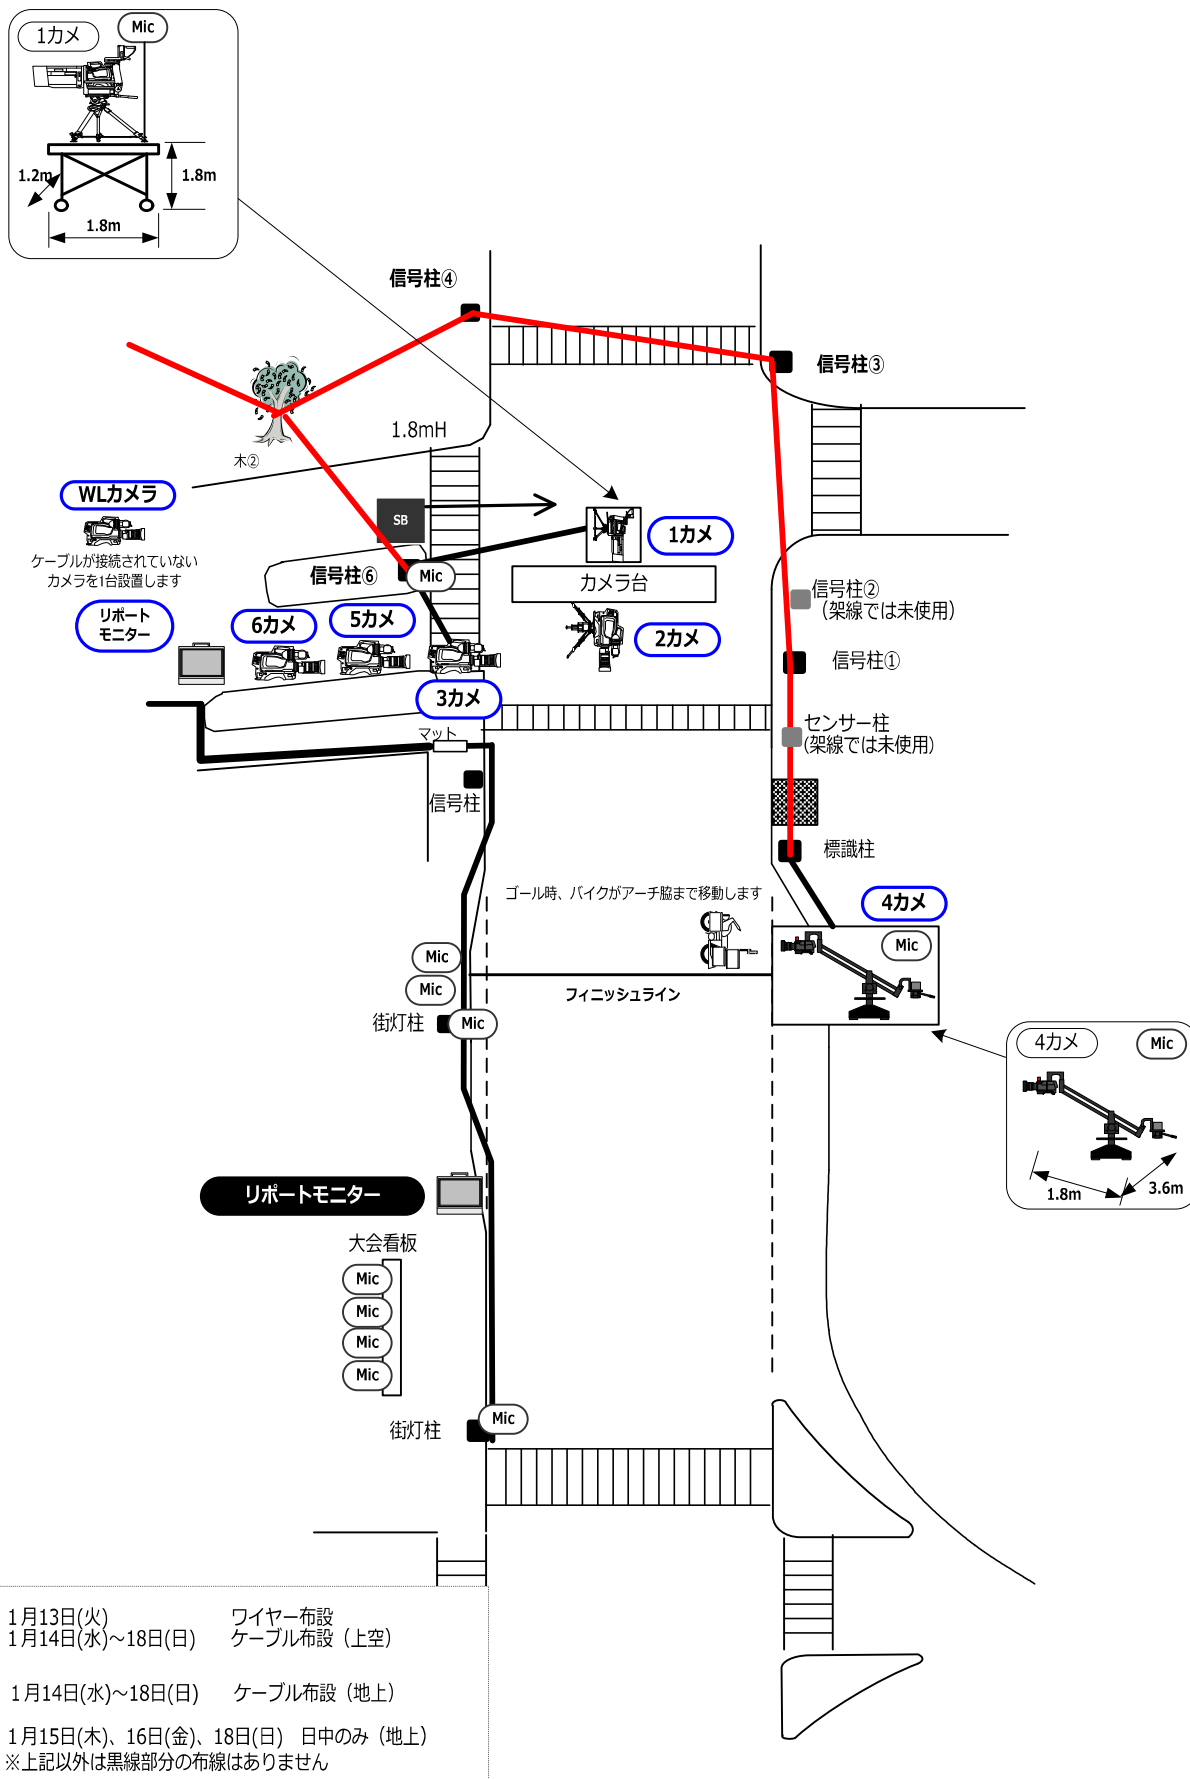 1カメ
Mic
1.2m
1.8m
1.8m
信号柱④
信号柱③
1.8mH
木②
WLカメラ
SB
1カメ
ケーブルが接続されていない
カメラを1台設置します
信号柱⑥
Mic
カメラ台
信号柱②
(架線では未使用)
リポート
モニター
6カメ
5カメ
2カメ
信号柱①
3カメ
センサー柱
(架線では未使用)
マット
信号柱
標識柱
ゴール時、バイクがアーチ脇まで移動します
4カメ
Mic
Mic
Mic
フィニッシュライン
街灯柱
Mic
4カメ
Mic
1.8m
3.6m
リポートモニター
大会看板
Mic
Mic
Mic
Mic
Mic
街灯柱
1月13日(火) ワイヤー布設
1月14日(水)～18日(日) ケーブル布設（上空）
1月14日(水)～18日(日) ケーブル布設（地上）
1月15日(木)、16日(金)、18日(日) 日中のみ（地上）
※上記以外は黒線部分の布線はありません